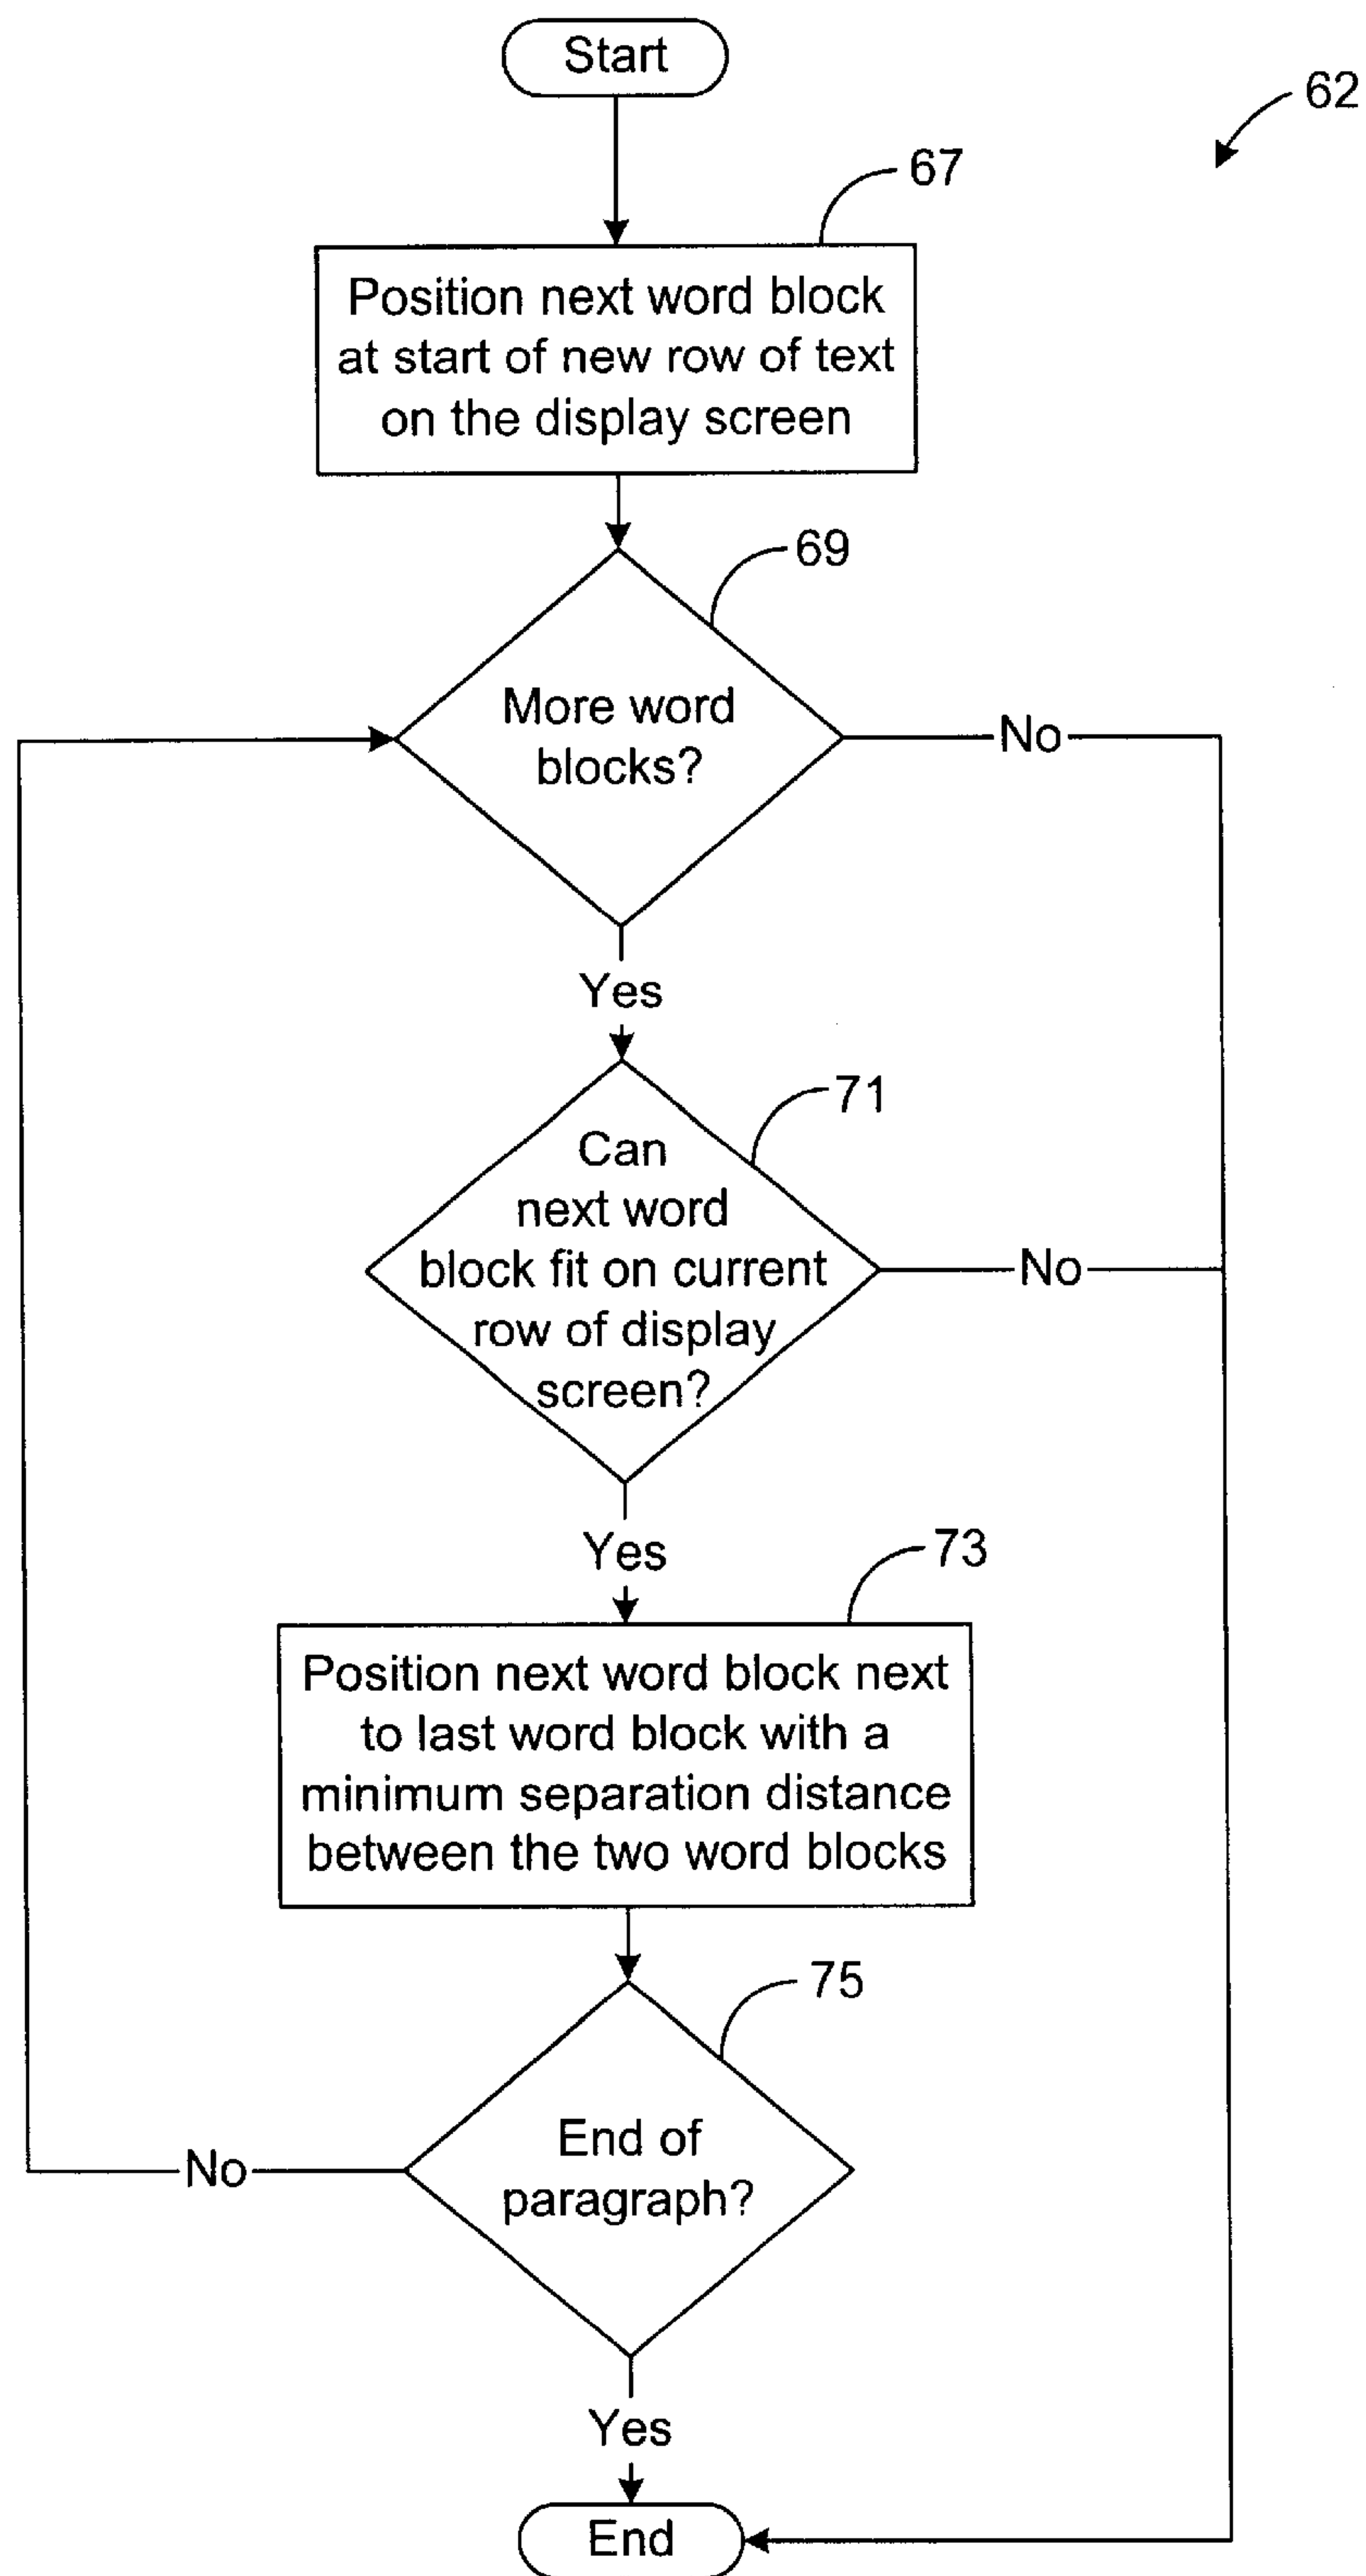 Start
62
67
Position next word block
at start of new row of text
on the display screen
69
More word
blocks?
No
Yes
71
Can
next word
block fit on current
row of display
screen?
No
Yes
73
Position next word block next
to last word block with a
minimum separation distance
between the two word blocks
75
End of
paragraph?
No
Yes
End